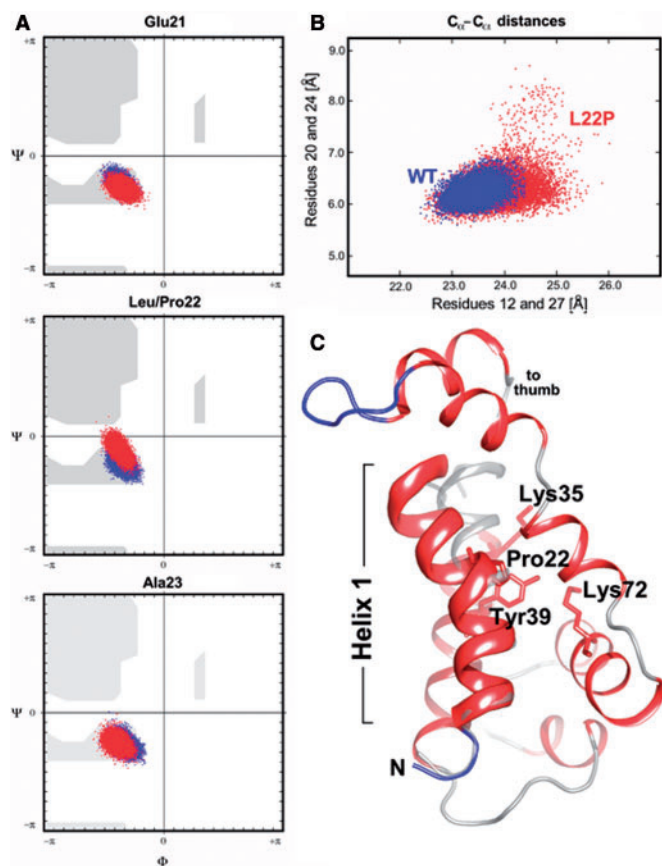 A
Glu21
Ψ
0
-π
-π
0
+π
Leu/Pro22
Ψ
0
-π
-π
0
+π
Ala23
Ψ
0
-π
-π
0
+π
Φ
B
Cα–Cα distances
Residues 20 and 24 [Å]
9.0
8.0
7.0
6.0
5.0
WT
L22P
22.0 23.0 24.0 25.0 26.0
Residues 12 and 27 [Å]
C
to
thumb
Helix 1
Lys35
Pro22
Lys72
Tyr39
N